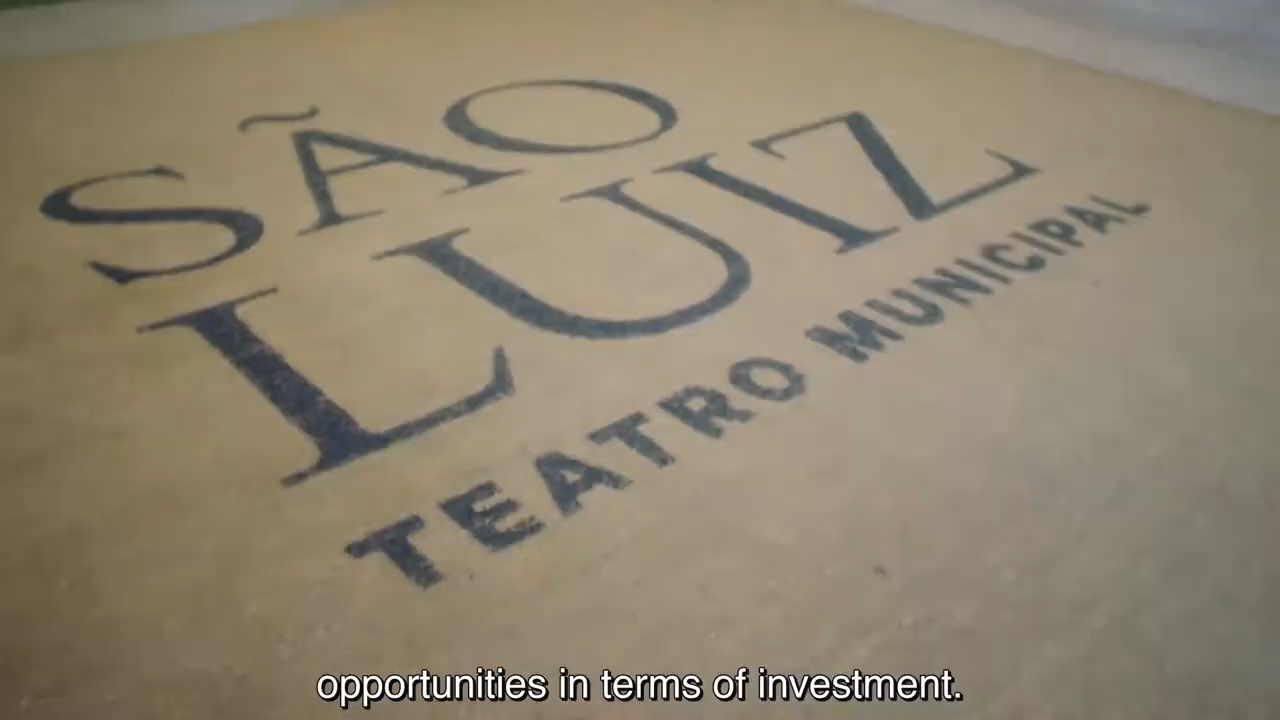 SÃO
LUIZ
TEATRO MUNICIPAL
opportunities in terms of investment.